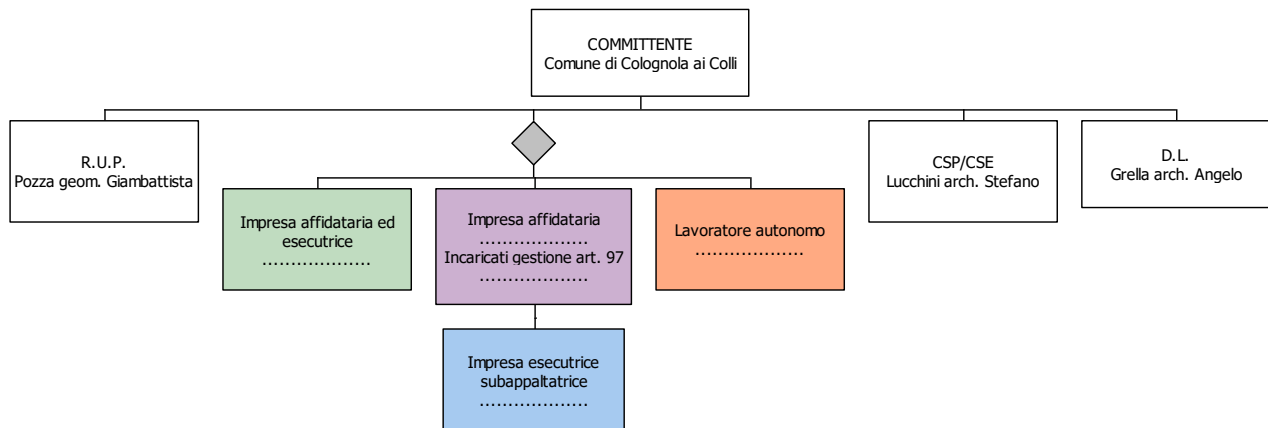 COMMITTENTE
Comune di Colognola ai Colli
R.U.P.
Pozza geom. Giambattista
CSP/CSE
Lucchini arch. Stefano
D.L.
Grella arch. Angelo
Impresa affidataria ed
esecutrice
...................
Impresa affidataria
...................
Incaricati gestione art. 97
...................
Lavoratore autonomo
...................
Impresa esecutrice
subappaltatrice
...................